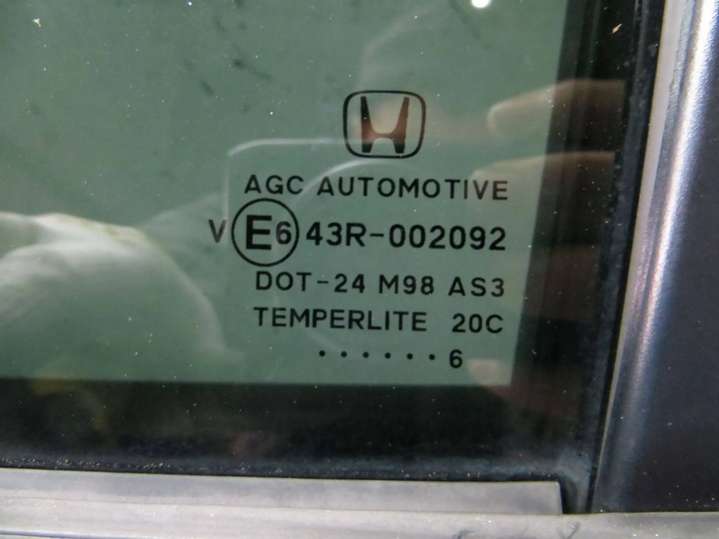 AGC AUTOMOTIVE
V E6 43R-002092
DOT-24 M98 AS3
TEMPERLITE 20C
......6